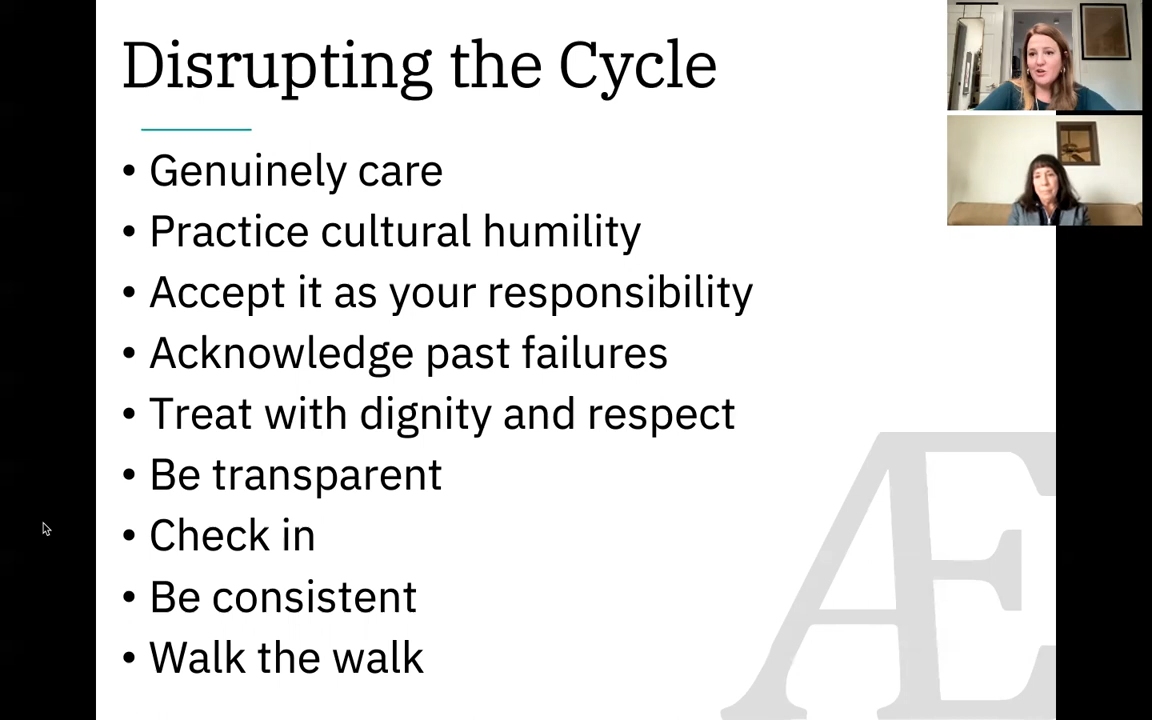 Disrupting the Cycle
• Genuinely care
• Practice cultural humility
• Accept it as your responsibility
• Acknowledge past failures
• Treat with dignity and respect
• Be transparent
• Check in
• Be consistent
• Walk the walk
Æ